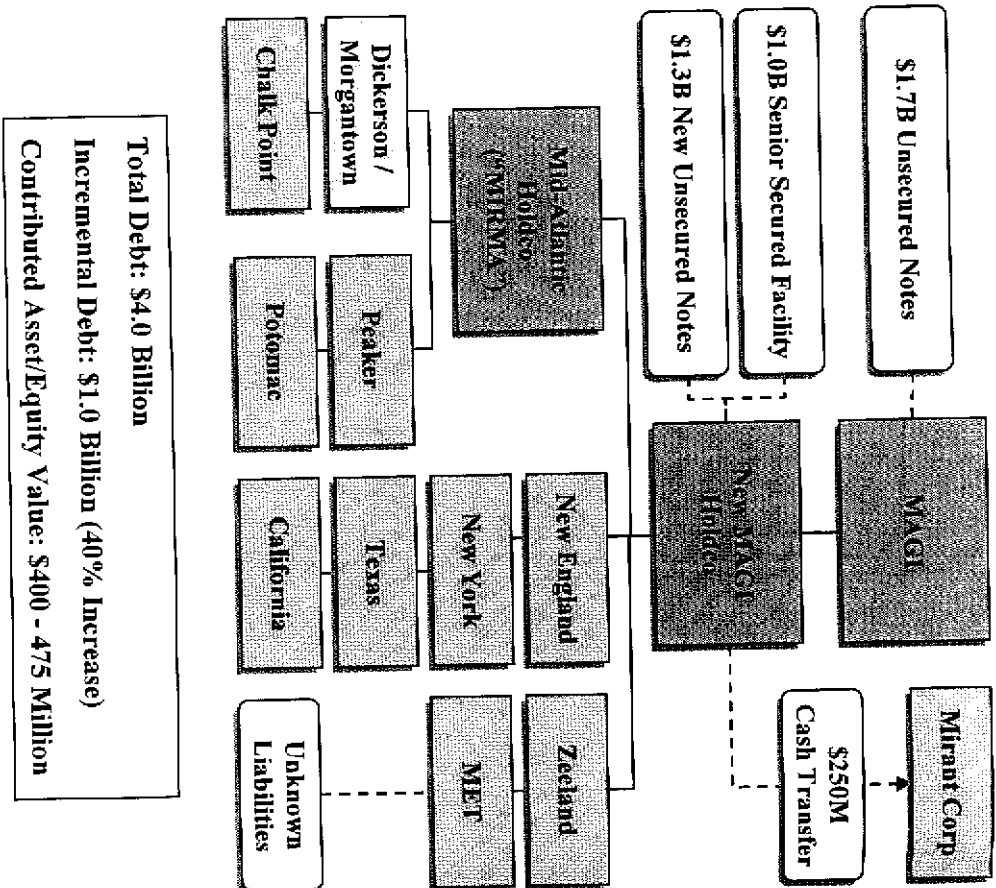 $1.7B Unsecured Notes
MAGI
Mirant Corp
$1.0B Senior Secured Facility
$1.3B New Unsecured Notes
New MAGI
Holdco
$250M
Cash Transfer
Mid-Atlantic
Holdco
("MIRMA")
New England
Zeeland
Dickerson /
Morgantown
Peaker
New York
MET
Chalk Point
Potomac
Texas
California
Unknown
Liabilities
Total Debt: $4.0 Billion
Incremental Debt: $1.0 Billion (40% Increase)
Contributed Asset/Equity Value: $400 - 475 Million